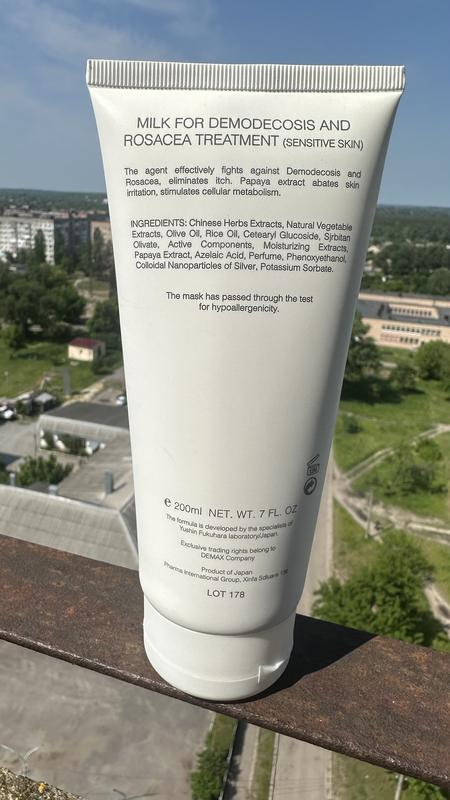 MILK FOR DEMODECOSIS AND
ROSACEA TREATMENT (SENSITIVE SKIN)
The agent effectively fights against Demodecosis and
Rosacea, eliminates itch. Papaya extract abates skin
irritation, stimulates cellular metabolism.
INGREDIENTS: Chinese Herbs Extracts, Natural Vegetable
Extracts, Olive Oil, Rice Oil, Cetearyl Glucoside, Sjrbitan
Olivate, Active Components, Moisturizing Extracts,
Papaya Extract, Azelaic Acid, Perfume, Phenoxyethanol,
Colloidal Nanoparticles of Silver, Potassium Sorbate.
The mask has passed through the test
for hypoallergenicity.
e 200ml NET. WT. 7 FL. OZ
The formula is developed by the specialists of
Yushin Fukuhara laboratory/Japan.
Exclusive trading rights belong to
DEMAX Company
Product of Japan
Pharma International Group, Xinfa
LOT 178